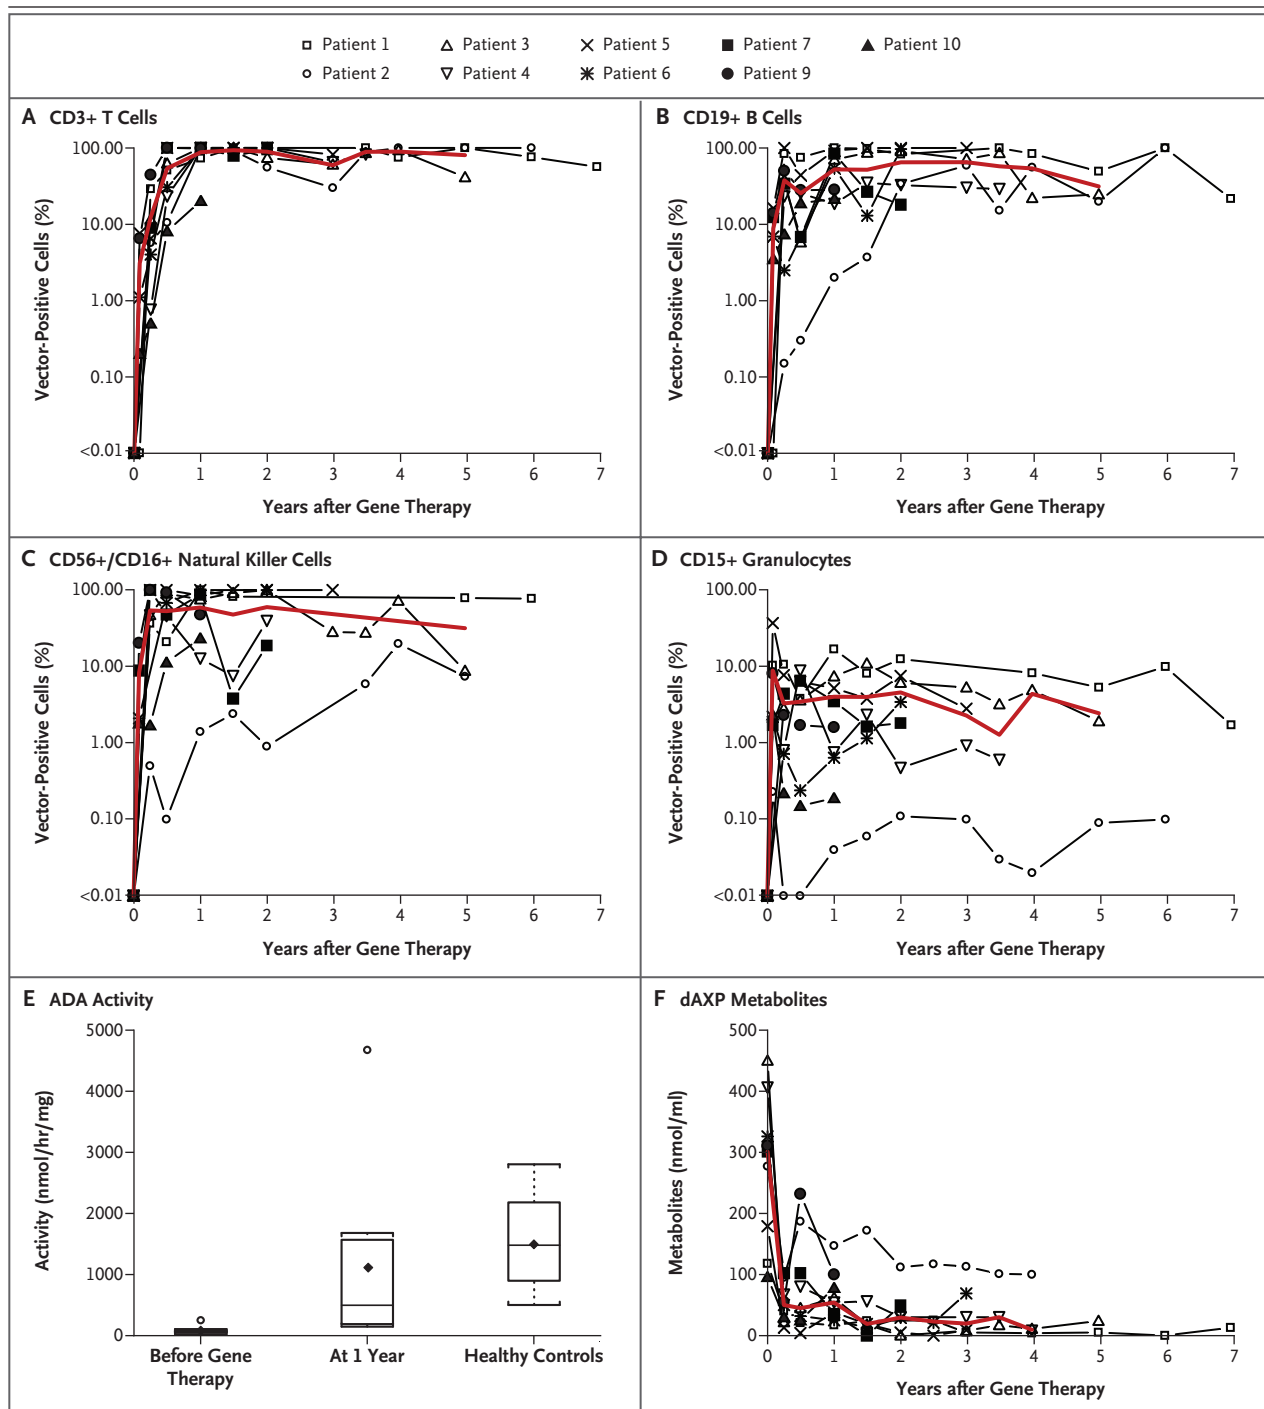 Patient 1 Patient 3 Patient 5 Patient 7 Patient 10
Patient 2 Patient 4 Patient 6 Patient 9
A CD3+ T Cells
Vector-Positive Cells (%)
100.00
10.00
1.00
0.10
<0.01
0 1 2 3 4 5 6 7
Years after Gene Therapy
B CD19+ B Cells
Vector-Positive Cells (%)
100.00
10.00
1.00
0.10
<0.01
0 1 2 3 4 5 6 7
Years after Gene Therapy
C CD56+/CD16+ Natural Killer Cells
Vector-Positive Cells (%)
100.00
10.00
1.00
0.10
<0.01
0 1 2 3 4 5 6 7
Years after Gene Therapy
D CD15+ Granulocytes
Vector-Positive Cells (%)
100.00
10.00
1.00
0.10
<0.01
0 1 2 3 4 5 6 7
Years after Gene Therapy
E ADA Activity
Activity (nmol/hr/mg)
5000
4000
3000
2000
1000
0
Before Gene
Therapy
At 1 Year
Healthy Controls
F dAXP Metabolites
Metabolites (nmol/ml)
500
400
300
200
100
0
0 1 2 3 4 5 6 7
Years after Gene Therapy